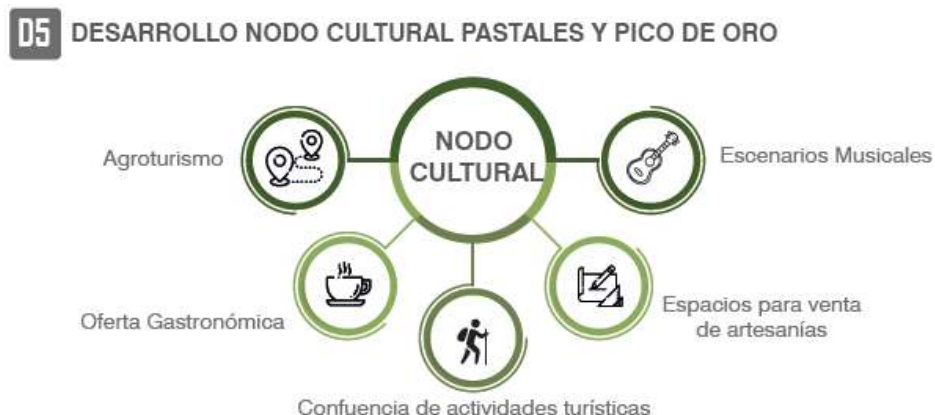 D5 DESARROLLO NODO CULTURAL PASTALES Y PICO DE ORO
NODO
CULTURAL
Agroturismo
Escenarios Musicales
Oferta Gastronómica
Espacios para venta
de artesanías
Confuencia de actividades turísticas